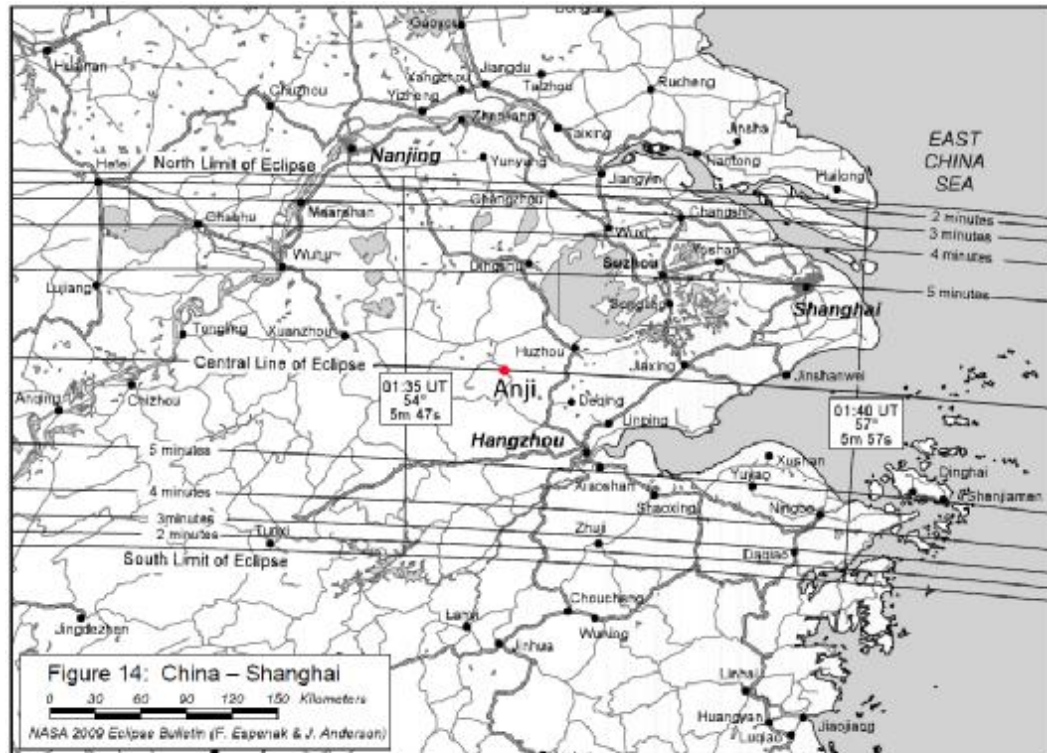 Gaoyou
Huainan
Jiangdu
Yangzhou
Taizhou
Rucheng
Chuzhou
Yizheng
Zhenjiang
Taixing
Jinsha
EAST
CHINA
SEA
Nanjing
North Limit of Eclipse
Yunyang
Nantong
Hefei
Jiangyin
Huilong
Changzhou
Maanshan
Chaohu
Changshu
2 minutes
Wuxi
3 minutes
Wuhu
4 minutes
Suzhou
Dingshu
5 minutes
Lujiang
Songling
Shanghai
Tongling
Xuanzhou
Huzhou
Central Line of Eclipse
Jiaxing
Jinshanwei
01:35 UT
54°
5m 47s
Anji
Anqing
Chizhou
Deqing
01:40 UT
57°
5m 57s
Linping
Hangzhou
5 minutes
Xushan
Yuyao
Dinghai
4 minutes
Xiaoshan
Shaoxing
Shenjiamen
3minutes
Ningbo
2 minutes
Tunxi
Zhuji
South Limit of Eclipse
Daqiao
Choucheng
Lanxi
Jingdezhen
Wuning
Jinhua
Figure 14: China – Shanghai
0 30 60 90 120 150 Kilometers
NASA 2009 Eclipse Bulletin (F. Espenak & J. Anderson)
Linhai
Huangyan
Jiaojiang
Luqiao